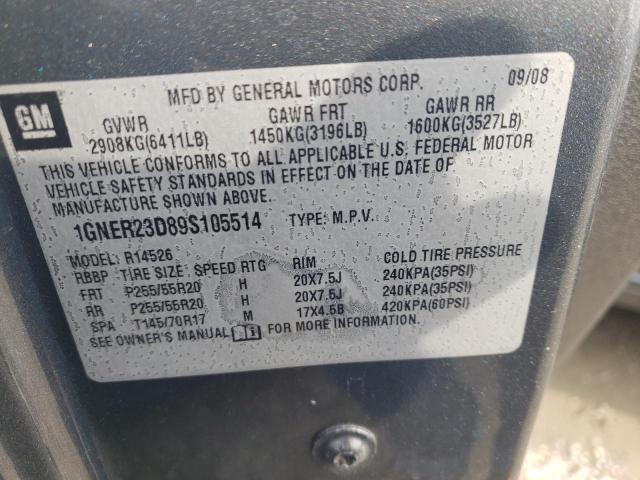 GM
MFD BY GENERAL MOTORS CORP. 09/08
GVWR GAWR FRT GAWR RR
2908KG(6411LB) 1450KG(3196LB) 1600KG(3527LB)
THIS VEHICLE CONFORMS TO ALL APPLICABLE U.S. FEDERAL MOTOR
VEHICLE SAFETY STANDARDS IN EFFECT ON THE DATE OF
MANUFACTURE SHOWN ABOVE.
1GNER23D89S105514 TYPE: M.P.V.
MODEL: R14526
RBBP TIRE SIZE SPEED RTG RIM COLD TIRE PRESSURE
FRT P255/55R20 H 20X7.5J 240KPA(35PSI)
RR P255/55R20 H 20X7.5J 240KPA(35PSI)
SPA T145/70R17 M 17X4.5B 420KPA(60PSI)
SEE OWNER'S MANUAL FOR MORE INFORMATION.